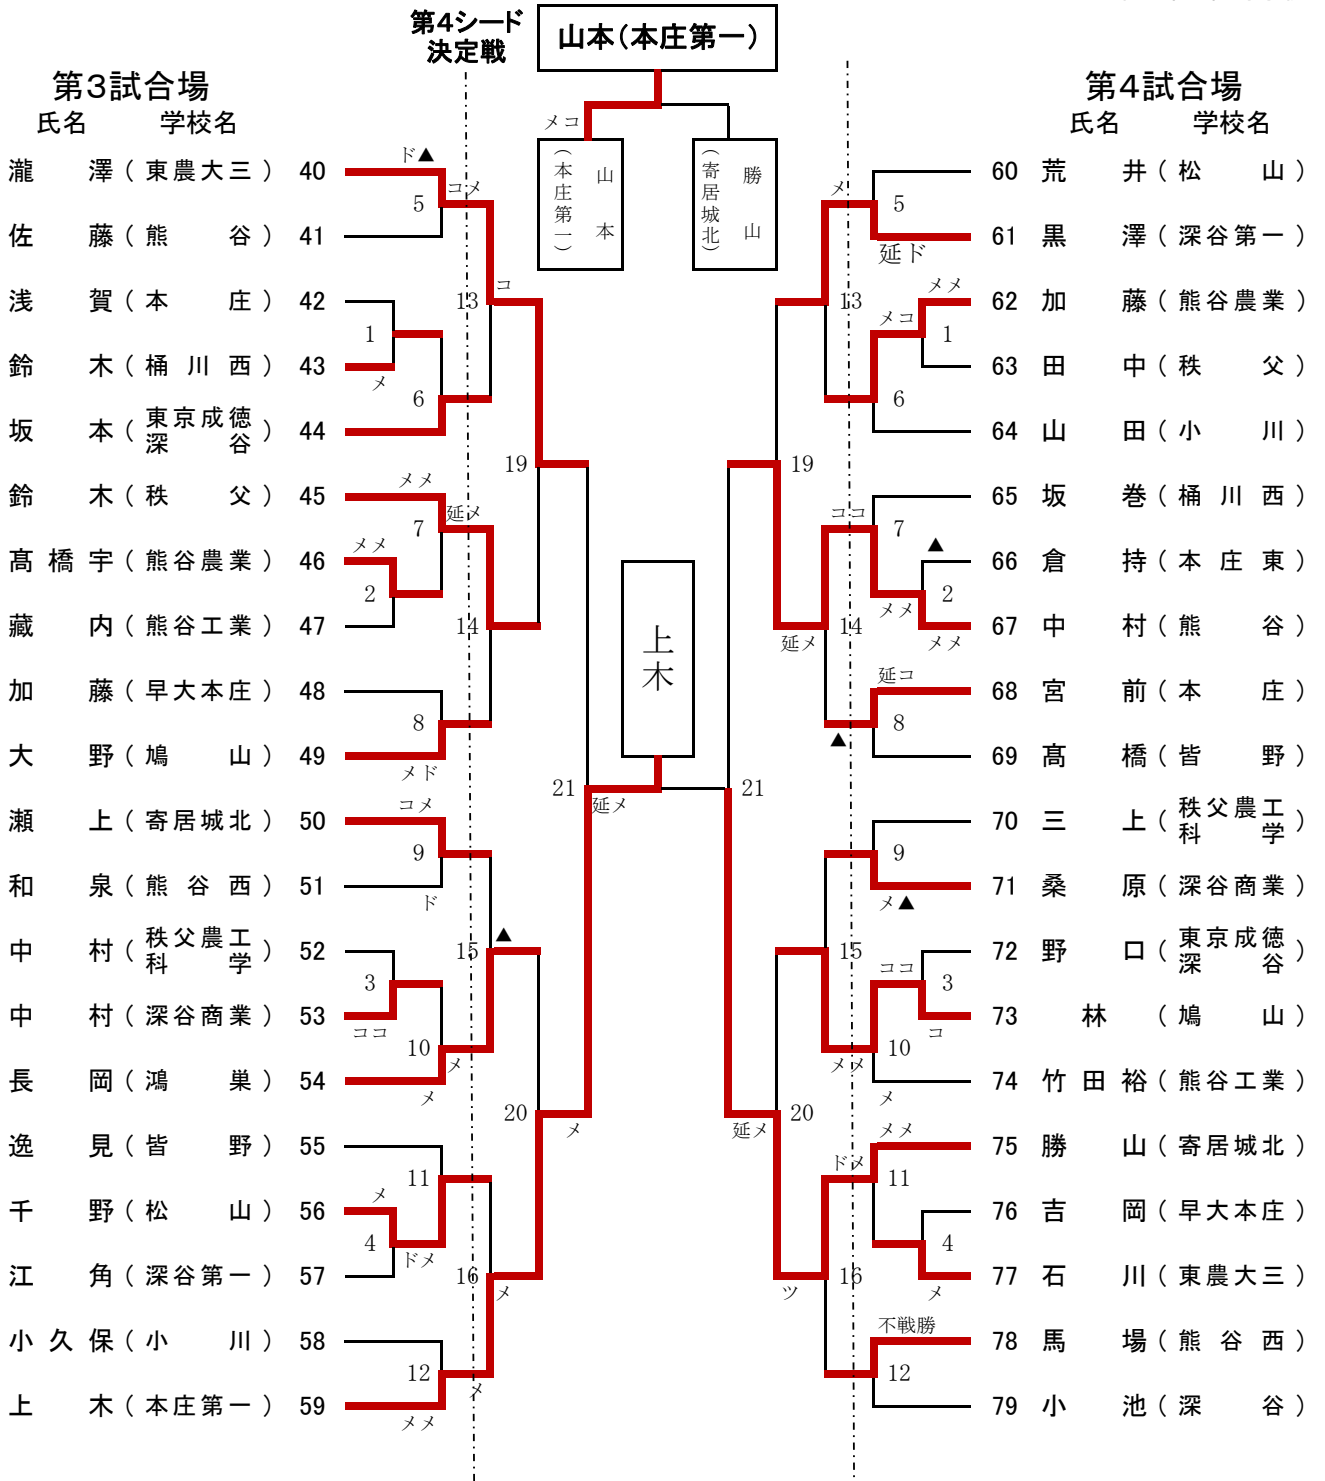 第4シード
決定戦
山本(本庄第一)
第3試合場
氏名 学校名
第4試合場
氏名 学校名
メコ
山本
(本庄第一)
勝山
(寄居城北)
上木
瀧澤(東農大三) 40
佐藤(熊谷) 41
浅賀(本庄) 42
鈴木(桶川西) 43
坂本(東京成徳深谷) 44
鈴木(秩父) 45
髙橋宇(熊谷農業) 46
藏内(熊谷工業) 47
加藤(早大本庄) 48
大野(鳩山) 49
瀬上(寄居城北) 50
和泉(熊谷西) 51
中村(秩父農工科学) 52
中村(深谷商業) 53
長岡(鴻巣) 54
逸見(皆野) 55
千野(松山) 56
江角(深谷第一) 57
小久保(小川) 58
上木(本庄第一) 59
ド▲
5
コメ
13
コ
1
メ
6
19
メメ
7
延メ
メメ
2
14
8
メド
21
延メ
コメ
9
ド
15
▲
3
ココ
10
メ
メ
20
メ
11
メ
4
ドメ
16
メ
12
メ
メメ
60 荒井(松山)
61 黒澤(深谷第一)
62 加藤(熊谷農業)
63 田中(秩父)
64 山田(小川)
65 坂巻(桶川西)
66 倉持(本庄東)
67 中村(熊谷)
68 宮前(本庄)
69 髙橋(皆野)
70 三上(秩父農工科学)
71 桑原(深谷商業)
72 野口(東京成徳深谷)
73 林(鳩山)
74 竹田裕(熊谷工業)
75 勝山(寄居城北)
76 吉岡(早大本庄)
77 石川(東農大三)
78 馬場(熊谷西)
79 小池(深谷)
メ
5
延ド
13
メメ
メコ
1
6
19
ココ
7
▲
2
メメ
メメ
延メ
14
延コ
8
▲
21
9
メ▲
15
ココ
3
コ
メメ
10
メ
延メ
20
メメ
ドメ
11
4
メ
ツ
16
不戦勝
12